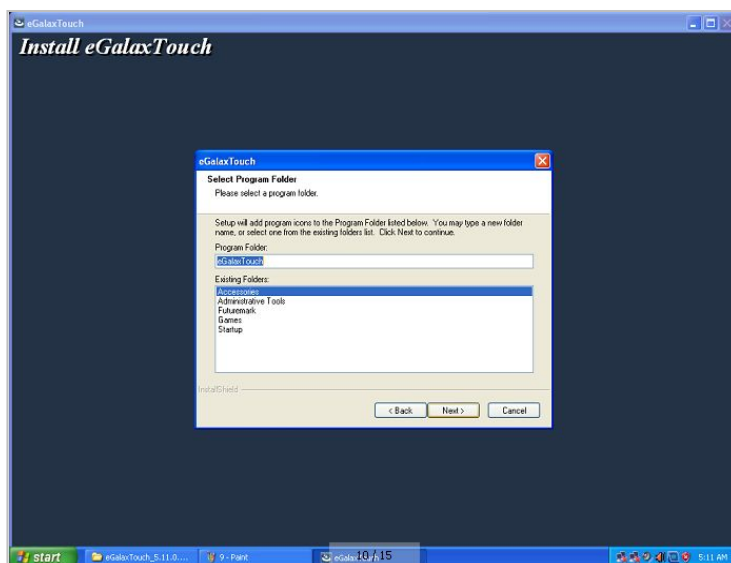 eGalaxTouch
Install eGalaxTouch
eGalaxTouch
Select Program Folder
Please select a program folder.
Setup will add program icons to the Program Folder listed below. You may type a new folder
name, or select one from the existing folders list. Click Next to continue.
Program Folder:
eGalaxTouch
Existing Folders:
Accessories
Administrative Tools
Futuremark
Games
Startup
InstallShield
< Back
Next >
Cancel
start
eGalaxTouch_5.11.0....
9 - Paint
10 / 15
5:11 AM